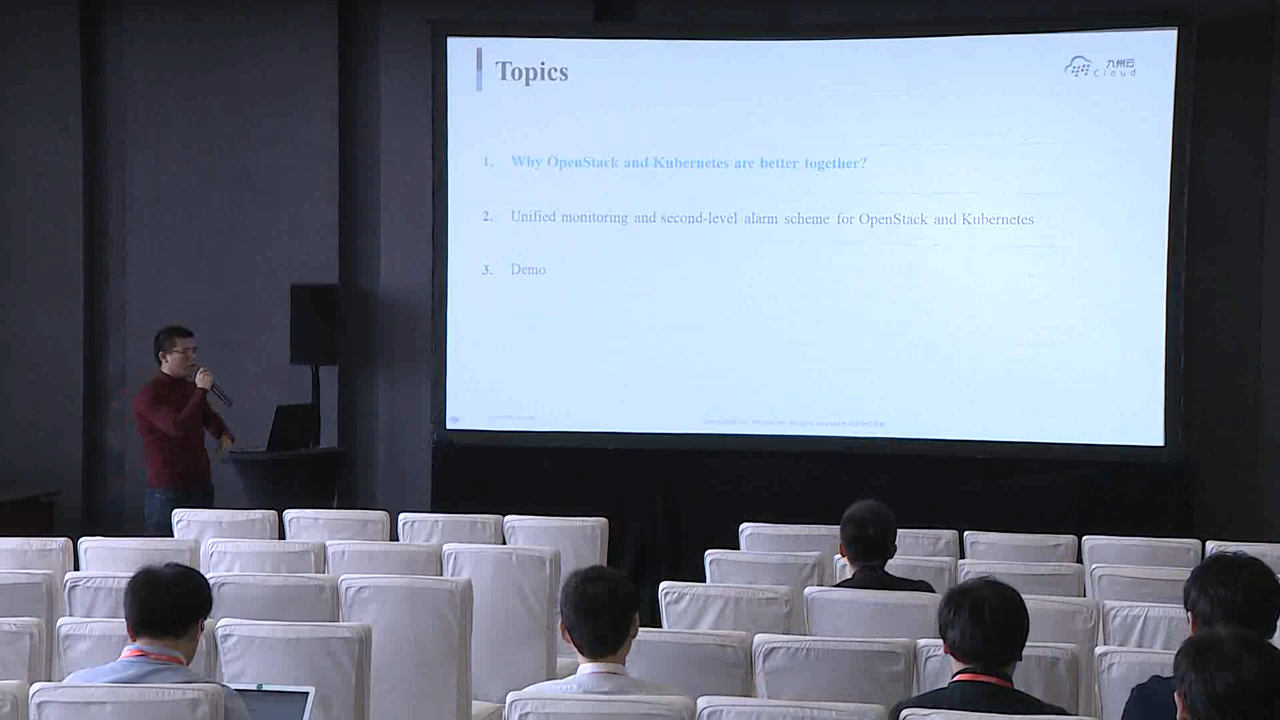 Topics
九州云
Cloud
1. Why OpenStack and Kubernetes are better together?
2. Unified monitoring and second-level alarm scheme for OpenStack and Kubernetes
3. Demo